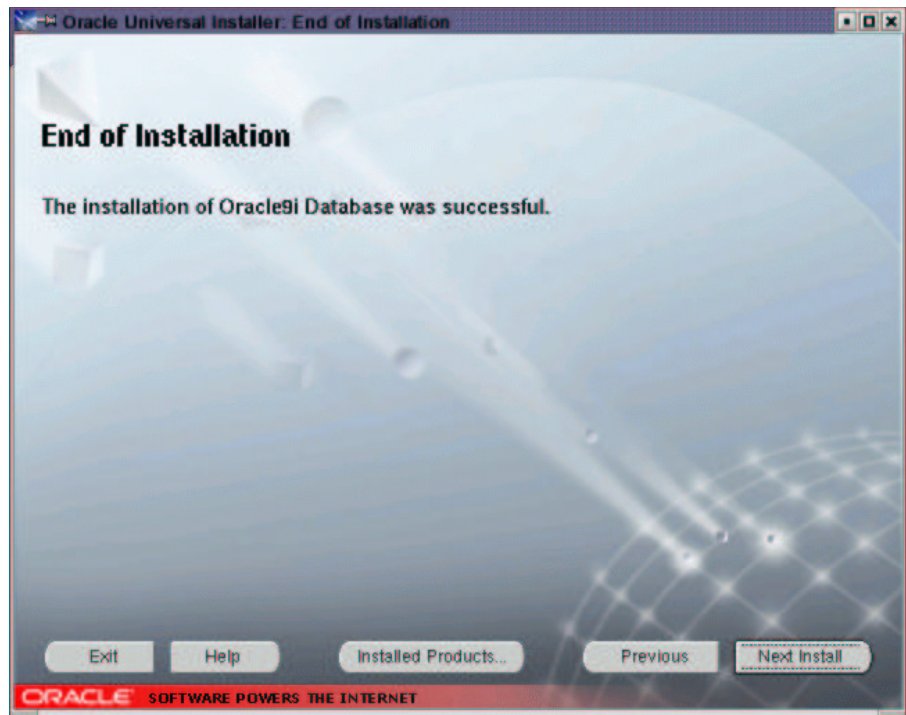 Oracle Universal Installer: End of Installation
End of Installation
The installation of Oracle9i Database was successful.
Exit Help Installed Products... Previous Next Install
ORACLE SOFTWARE POWERS THE INTERNET